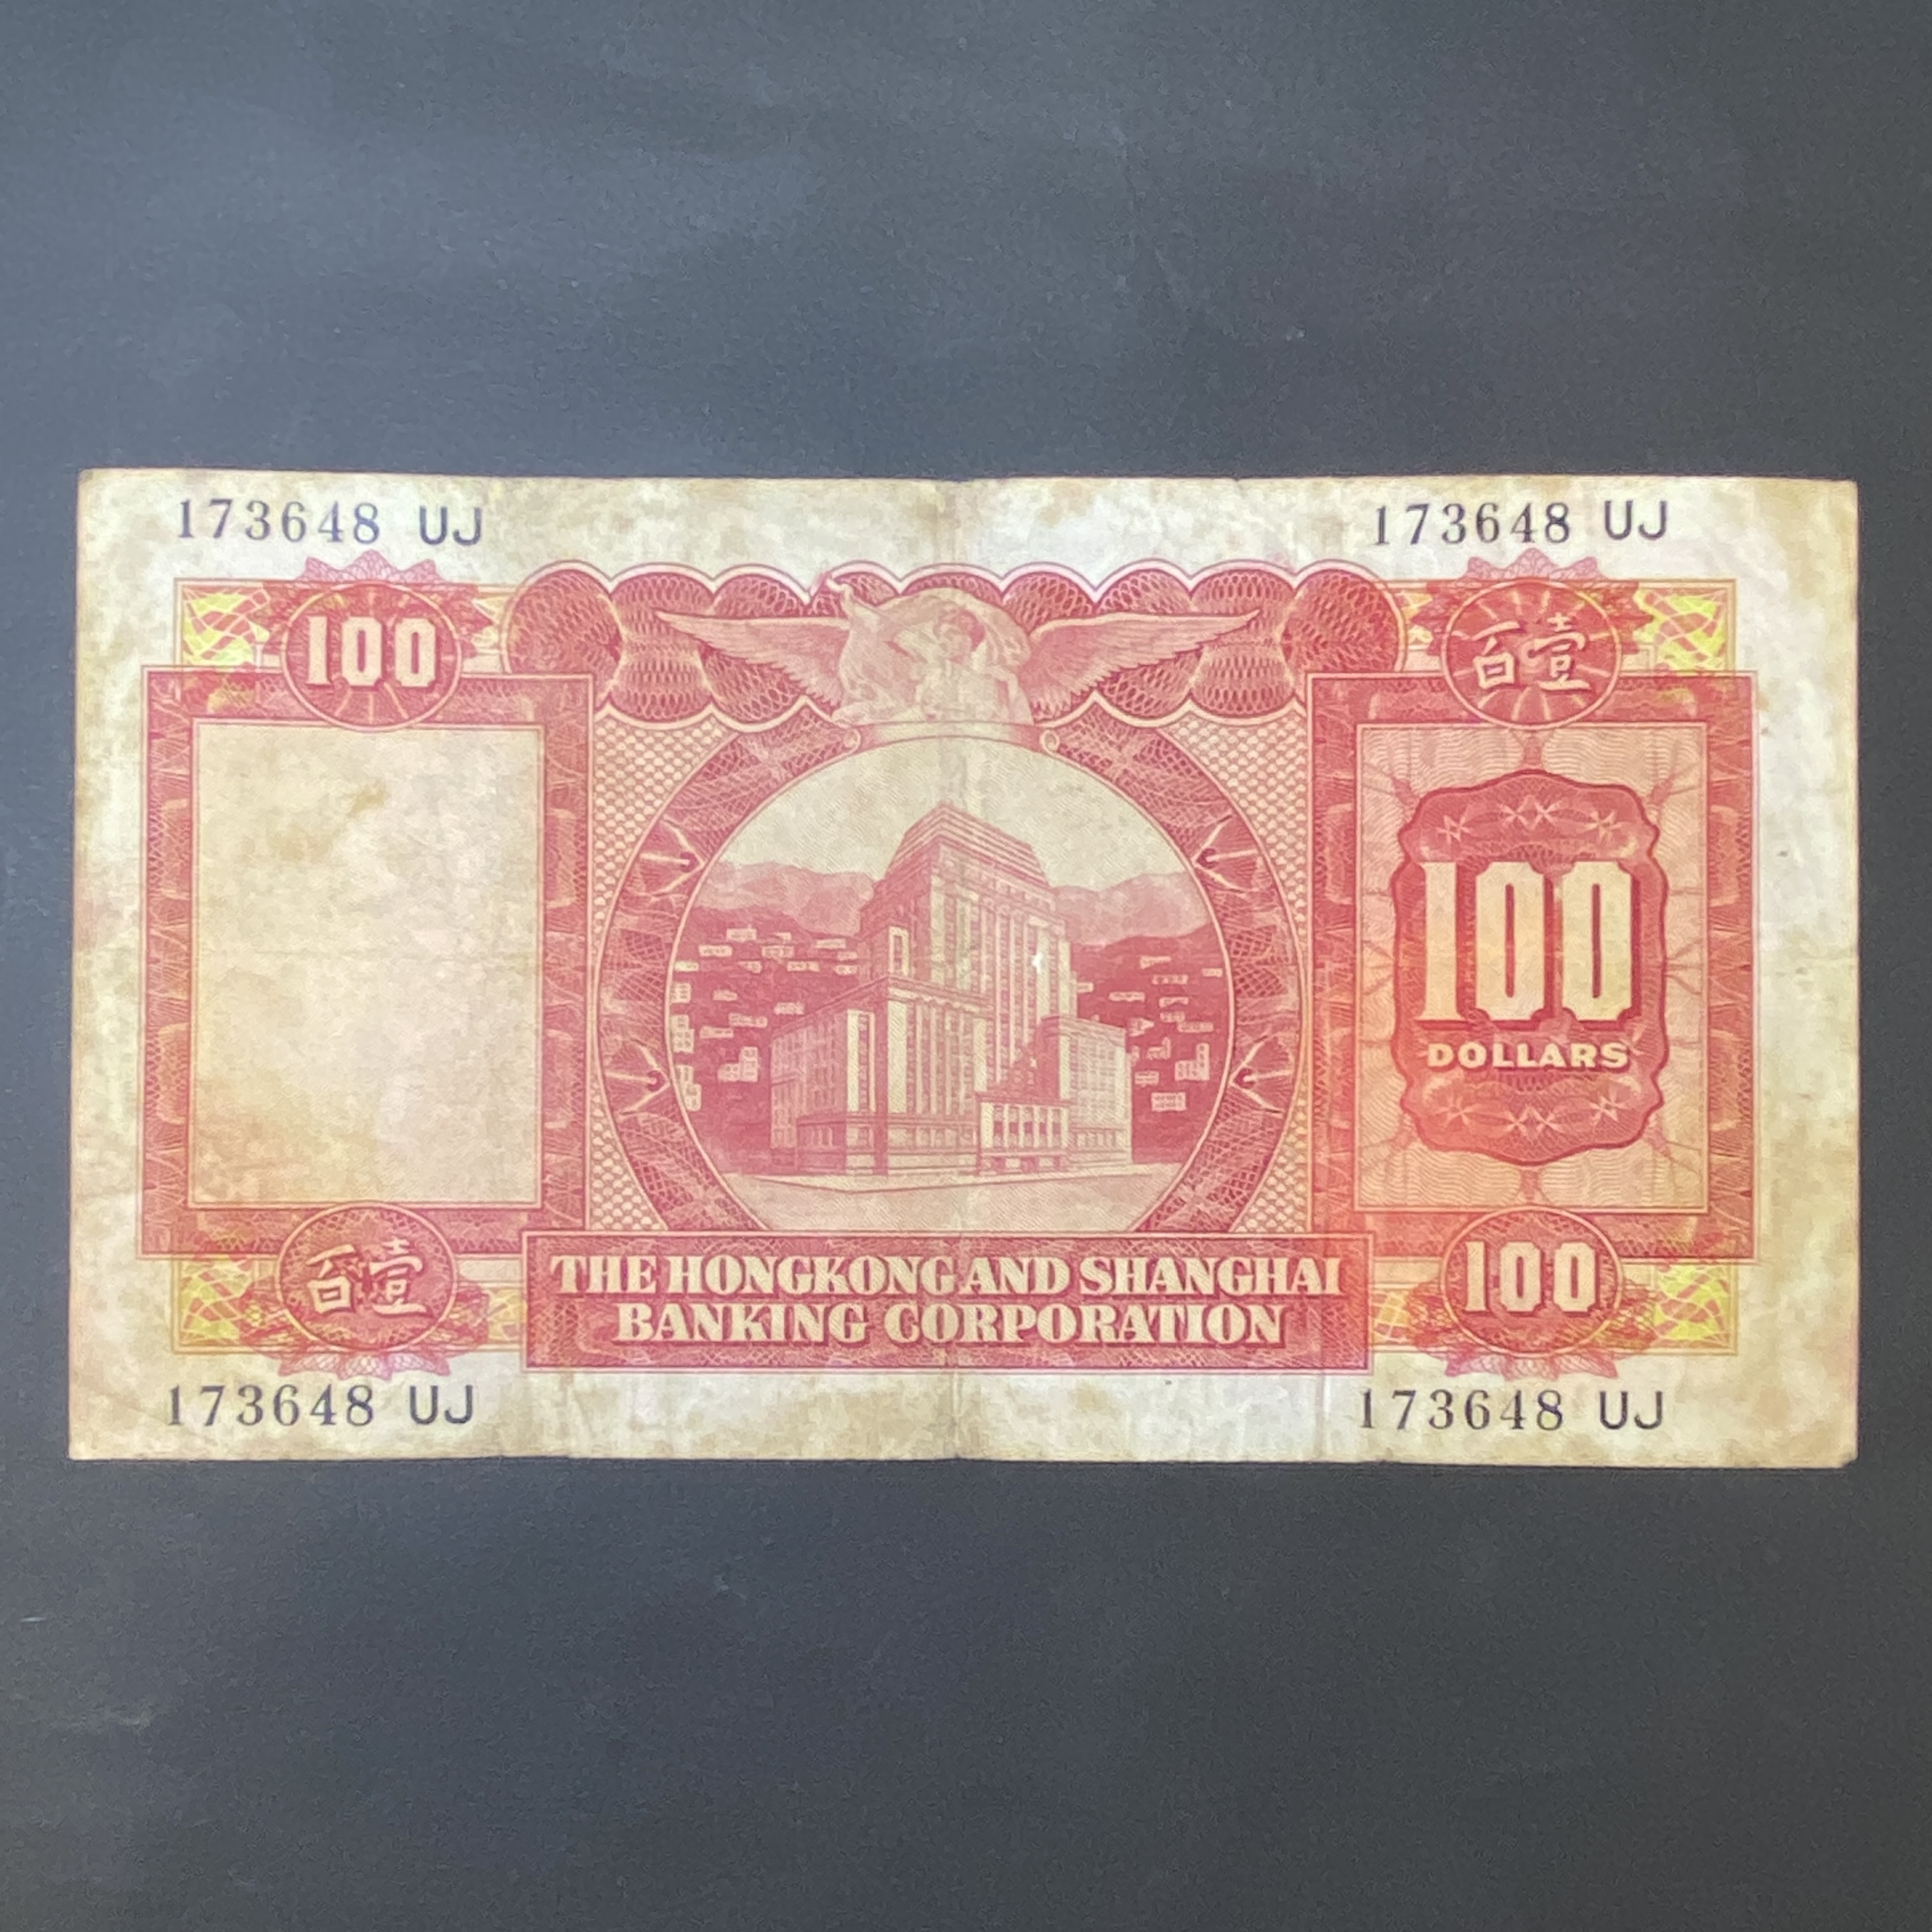 173648 UJ
173648 UJ
100
百壹
100
DOLLARS
百壹
THE HONGKONG AND SHANGHAI
BANKING CORPORATION
100
173648 UJ
173648 UJ